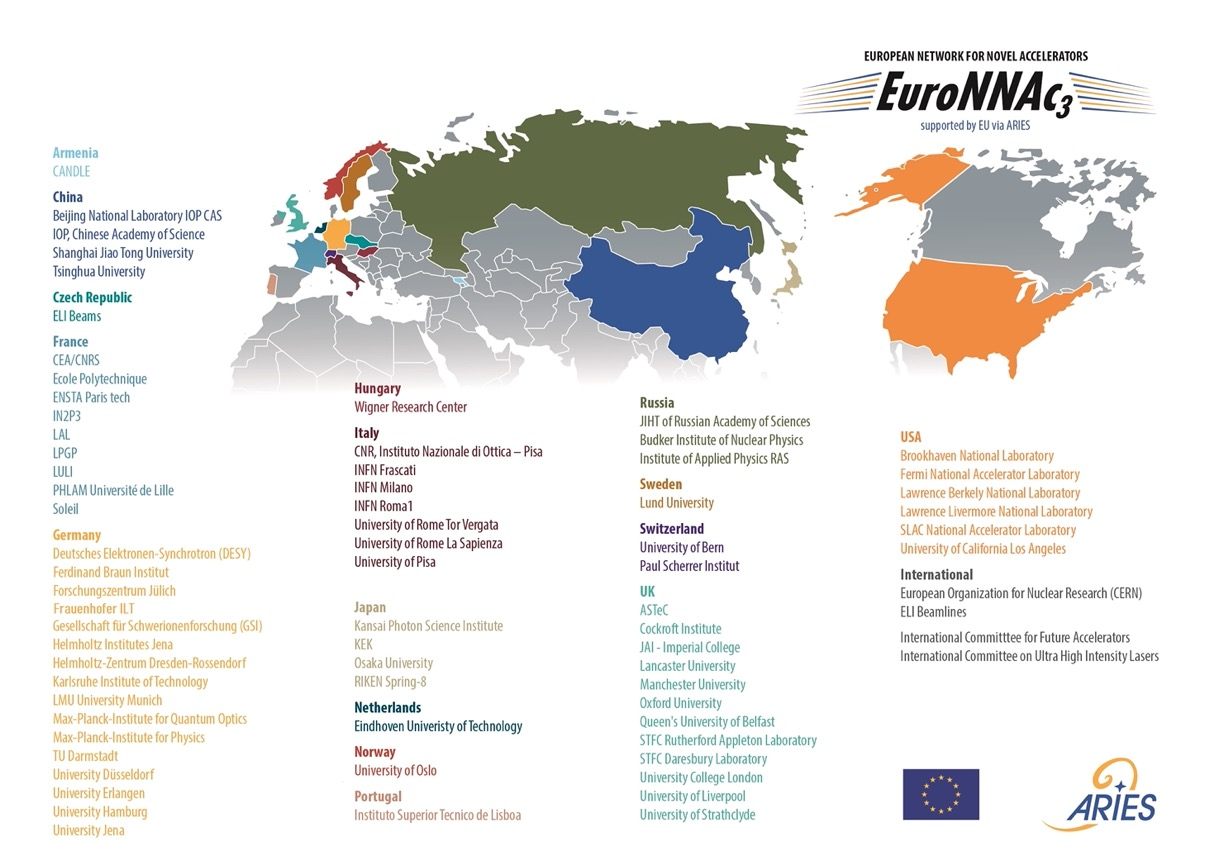 EUROPEAN NETWORK FOR NOVEL ACCELERATORS
EuroNNAc3
supported by EU via ARIES
Armenia
CANDLE
China
Beijing National Laboratory IOP CAS
IOP, Chinese Academy of Science
Shanghai Jiao Tong University
Tsinghua University
Czech Republic
ELI Beams
France
CEA/CNRS
Ecole Polytechnique
ENSTA Paris tech
IN2P3
LAL
LPGP
LULI
PHLAM Université de Lille
Soleil
Germany
Deutsches Elektronen-Synchrotron (DESY)
Ferdinand Braun Institut
Forschungszentrum Jülich
Frauenhofer ILT
Gesellschaft für Schwerionenforschung (GSI)
Helmholtz Institutes Jena
Helmholtz-Zentrum Dresden-Rossendorf
Karlsruhe Institute of Technology
LMU University Munich
Max-Planck-Institute for Quantum Optics
Max-Planck-Institute for Physics
TU Darmstadt
University Düsseldorf
University Erlangen
University Hamburg
University Jena
Hungary
Wigner Research Center
Italy
CNR, Instituto Nazionale di Ottica – Pisa
INFN Frascati
INFN Milano
INFN Roma1
University of Rome Tor Vergata
University of Rome La Sapienza
University of Pisa
Japan
Kansai Photon Science Institute
KEK
Osaka University
RIKEN Spring-8
Netherlands
Eindhoven Univeristy of Technology
Norway
University of Oslo
Portugal
Instituto Superior Tecnico de Lisboa
Russia
JIHT of Russian Academy of Sciences
Budker Institute of Nuclear Physics
Institute of Applied Physics RAS
Sweden
Lund University
Switzerland
University of Bern
Paul Scherrer Institut
UK
ASTeC
Cockroft Institute
JAI - Imperial College
Lancaster University
Manchester University
Oxford University
Queen's University of Belfast
STFC Rutherford Appleton Laboratory
STFC Daresbury Laboratory
University College London
University of Liverpool
University of Strathclyde
USA
Brookhaven National Laboratory
Fermi National Accelerator Laboratory
Lawrence Berkely National Laboratory
Lawrence Livermore National Laboratory
SLAC National Accelerator Laboratory
University of California Los Angeles
International
European Organization for Nuclear Research (CERN)
ELI Beamlines
International Committtee for Future Accelerators
International Committee on Ultra High Intensity Lasers
ARIES